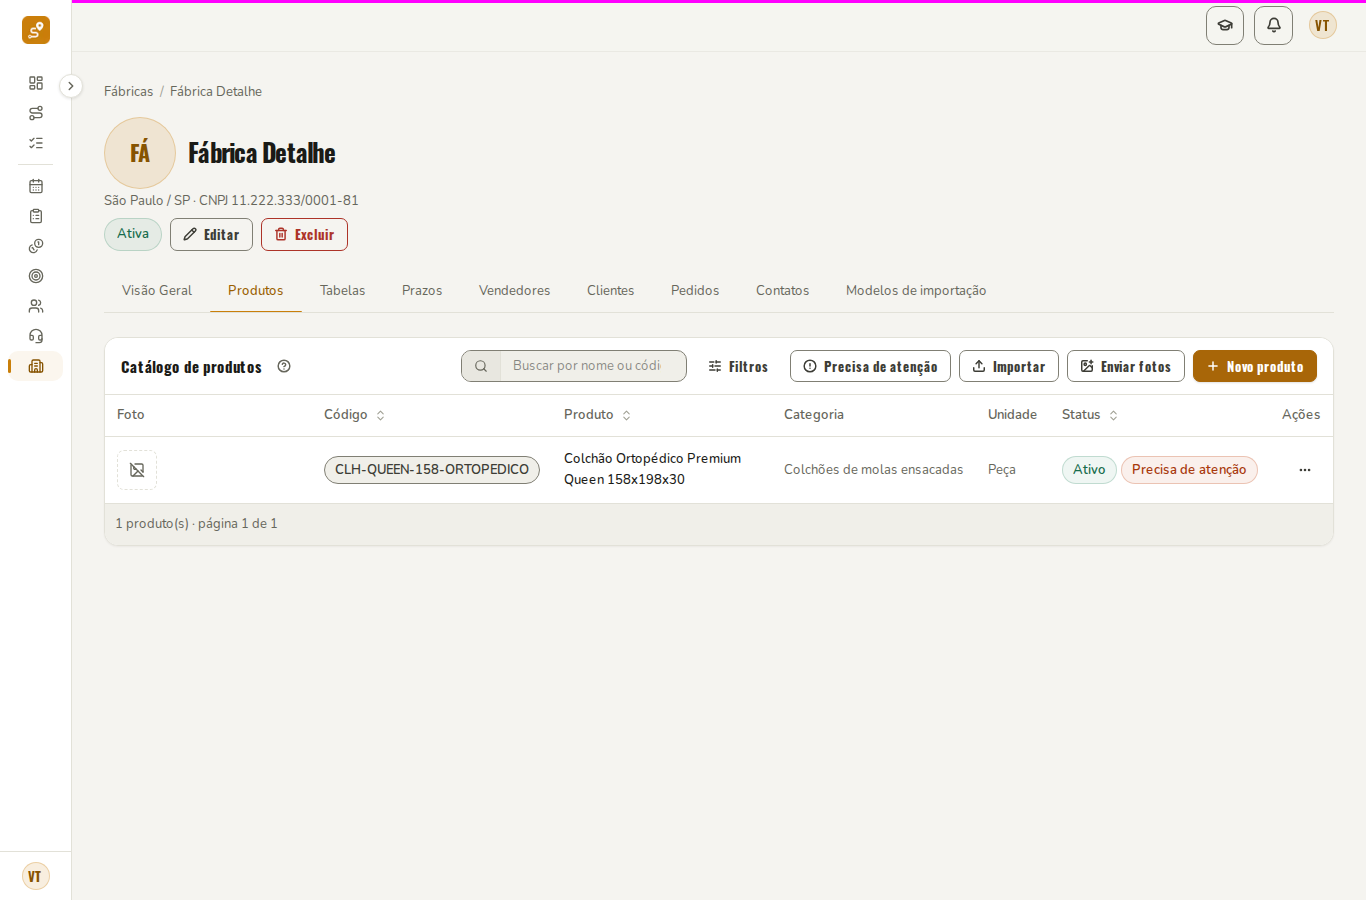 VT
Fábricas / Fábrica Detalhe
FÁ
Fábrica Detalhe
São Paulo / SP · CNPJ 11.222.333/0001-81
Ativa Editar Excluir
Visão Geral Produtos Tabelas Prazos Vendedores Clientes Pedidos Contatos Modelos de importação
Catálogo de produtos Buscar por nome ou códi Filtros Precisa de atenção Importar Enviar fotos Novo produto
Foto Código Produto Categoria Unidade Status Ações
CLH-QUEEN-158-ORTOPEDICO Colchão Ortopédico Premium Queen 158x198x30 Colchões de molas ensacadas Peça Ativo Precisa de atenção
1 produto(s) · página 1 de 1
VT